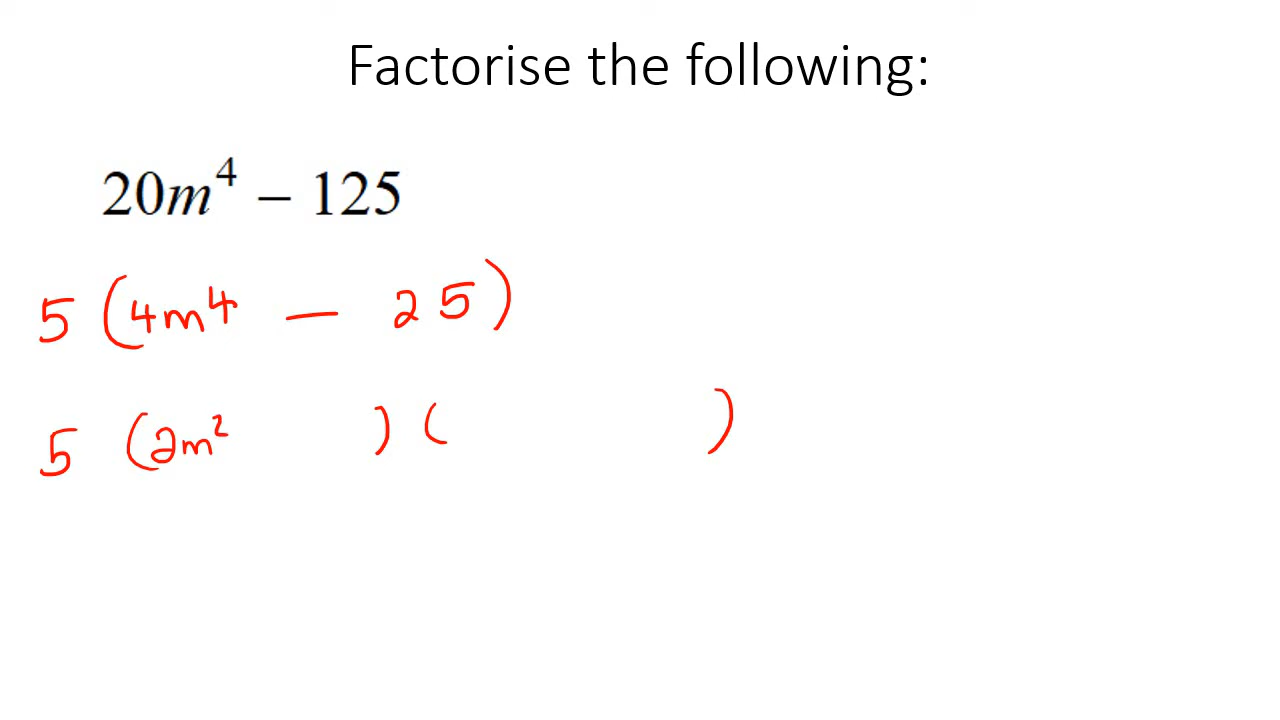 Factorise the following:
20m⁴ − 125
5 (4m⁴ − 25)
5 (2m² ) ( )